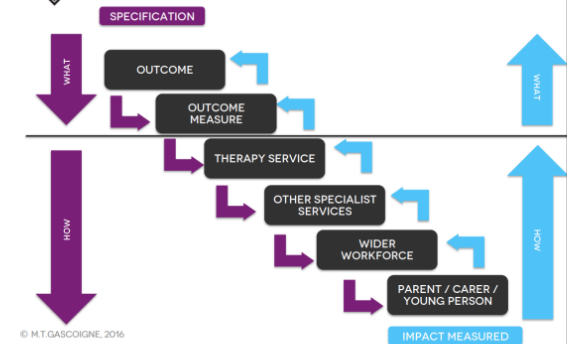 SPECIFICATION
WHAT
WHAT
OUTCOME
OUTCOME
MEASURE
THERAPY SERVICE
OTHER SPECIALIST
SERVICES
HOW
HOW
WIDER
WORKFORCE
PARENT / CARER /
YOUNG PERSON
© M.T.GASCOIGNE, 2016
IMPACT MEASURED